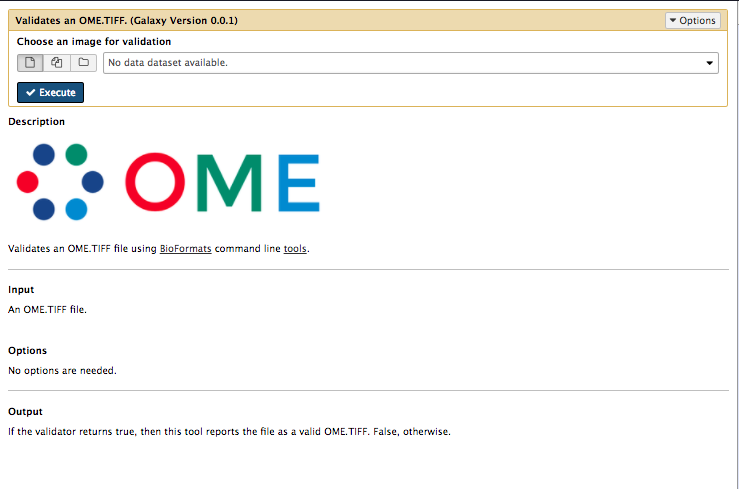 Validates an OME.TIFF. (Galaxy Version 0.0.1)
Options
Choose an image for validation
No data dataset available.
Execute
Description
OME
Validates an OME.TIFF file using BioFormats command line tools.
Input
An OME.TIFF file.
Options
No options are needed.
Output
If the validator returns true, then this tool reports the file as a valid OME.TIFF. False, otherwise.